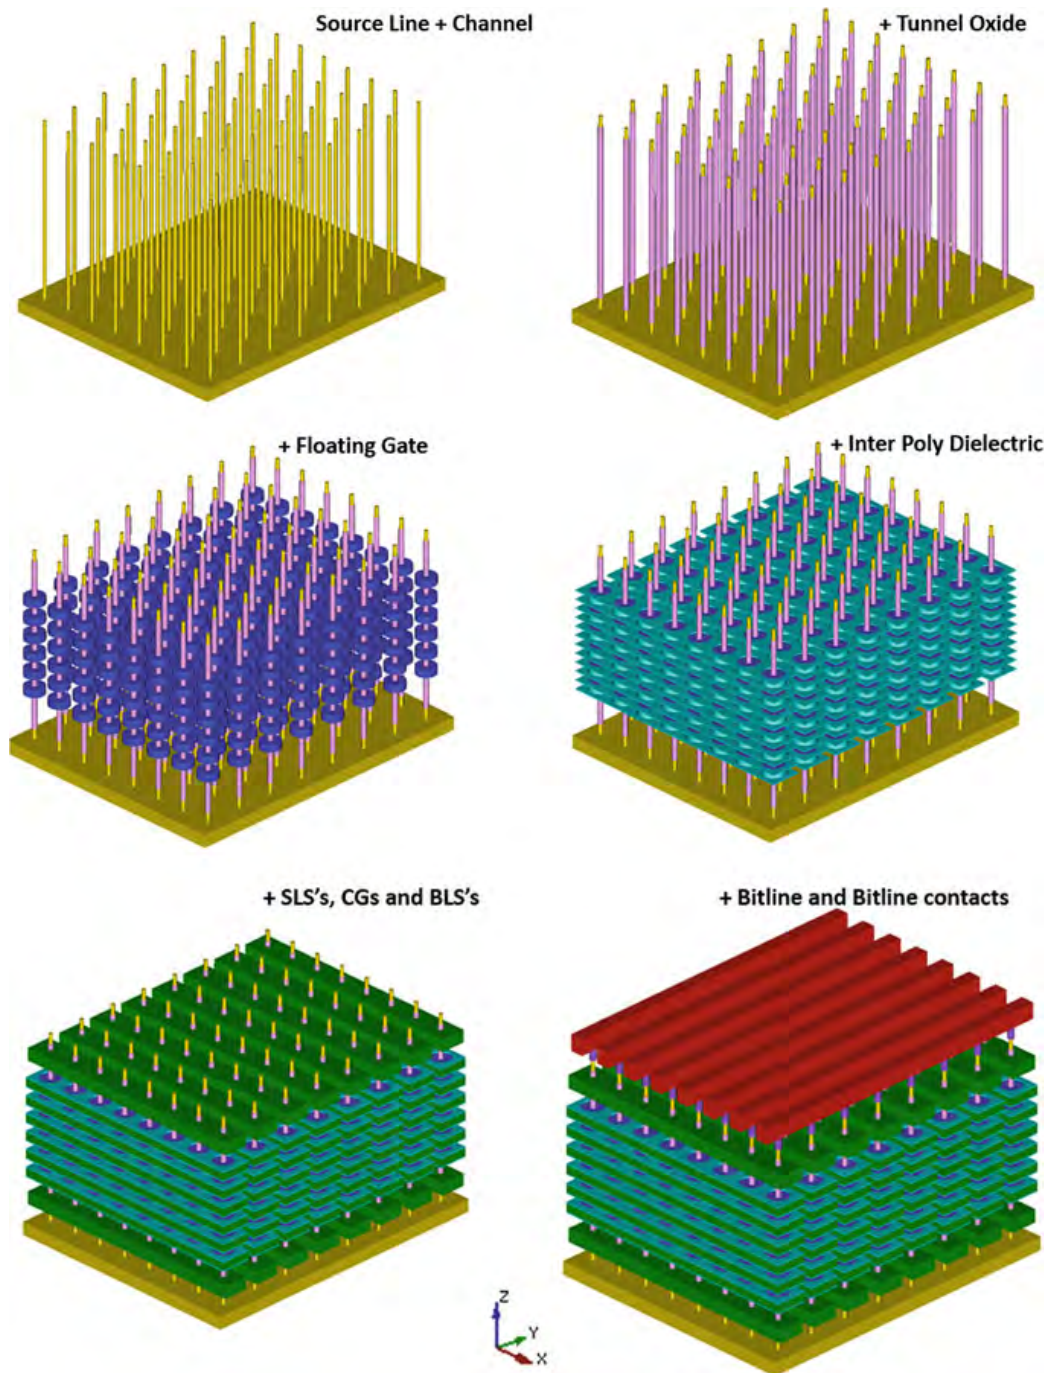 Source Line + Channel
+ Tunnel Oxide
+ Floating Gate
+ Inter Poly Dielectric
+ SLS's, CGs and BLS's
+ Bitline and Bitline contacts
Z
Y
X